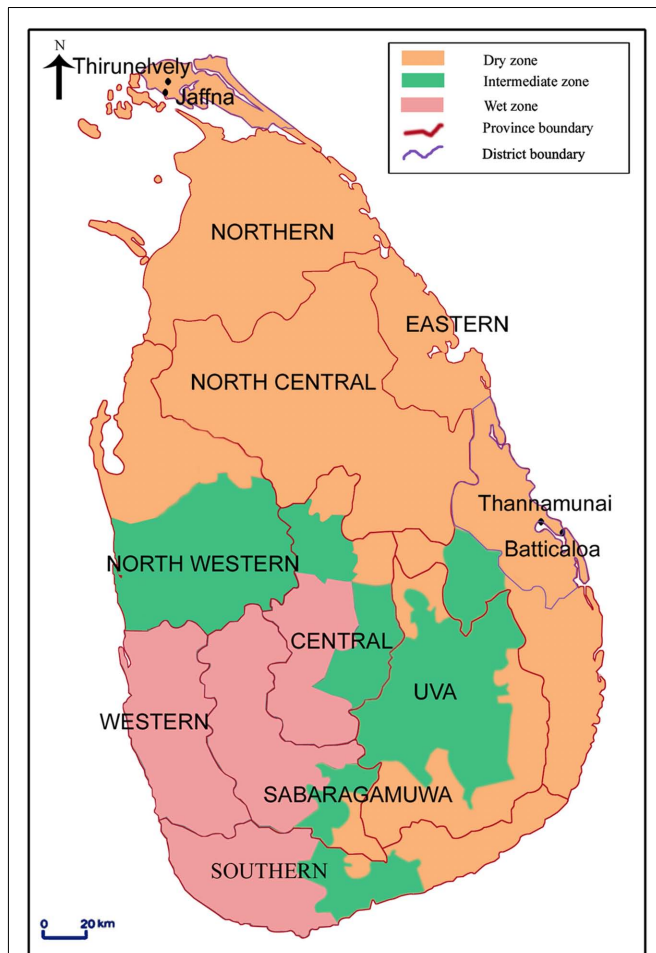 N
Thirunelvely
Jaffna
Dry zone
Intermediate zone
Wet zone
Province boundary
District boundary
NORTHERN
EASTERN
NORTH CENTRAL
Thannamunai
Batticaloa
NORTH WESTERN
CENTRAL
UVA
WESTERN
SABARAGAMUWA
SOUTHERN
0 20 km